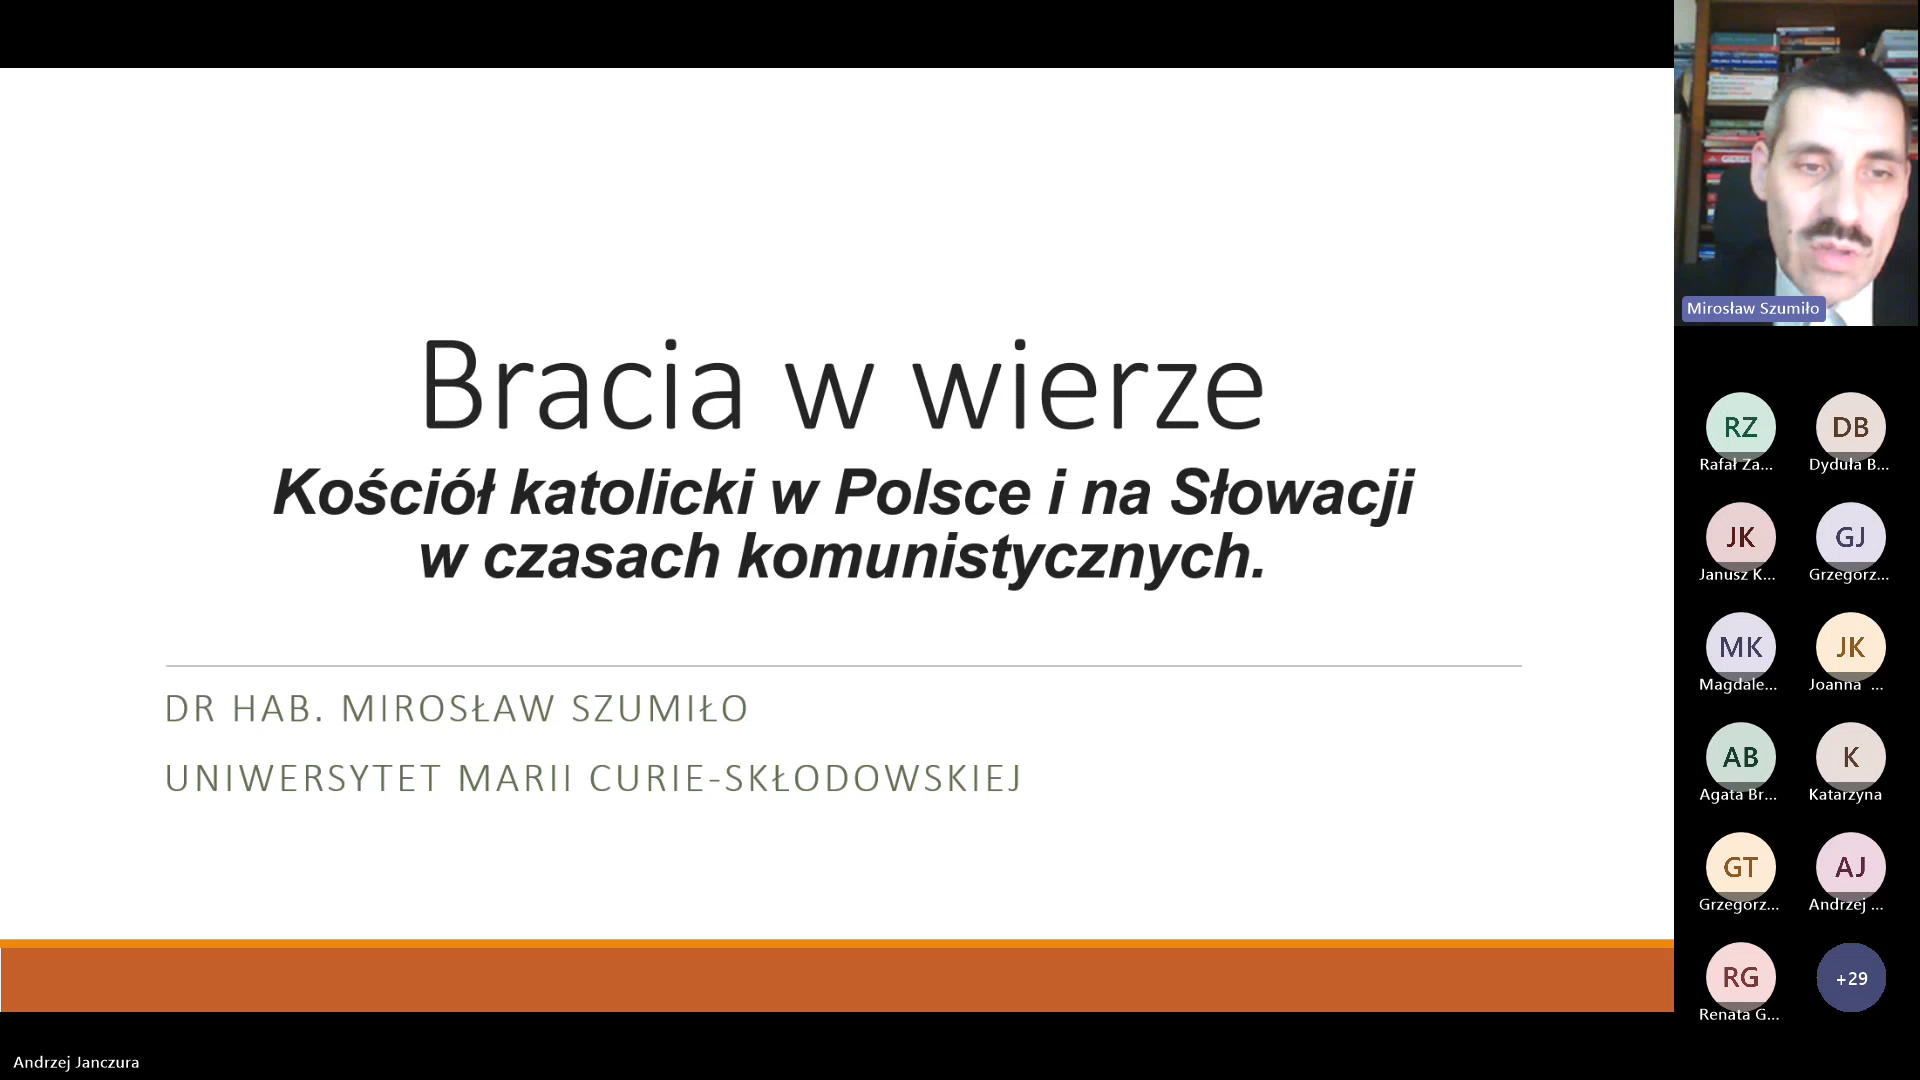 Bracia w wierze
Kościół katolicki w Polsce i na Słowacji
w czasach komunistycznych.
DR HAB. MIROSŁAW SZUMIŁO
UNIWERSYTET MARII CURIE-SKŁODOWSKIEJ
Andrzej Janczura
Mirosław Szumiło
RZ
Rafał Za...
DB
Dyduła B...
JK
Janusz K...
GJ
Grzegorz...
MK
Magdale...
JK
Joanna ...
AB
Agata Br...
K
Katarzyna
GT
Grzegorz...
AJ
Andrzej ...
RG
Renata G...
+29